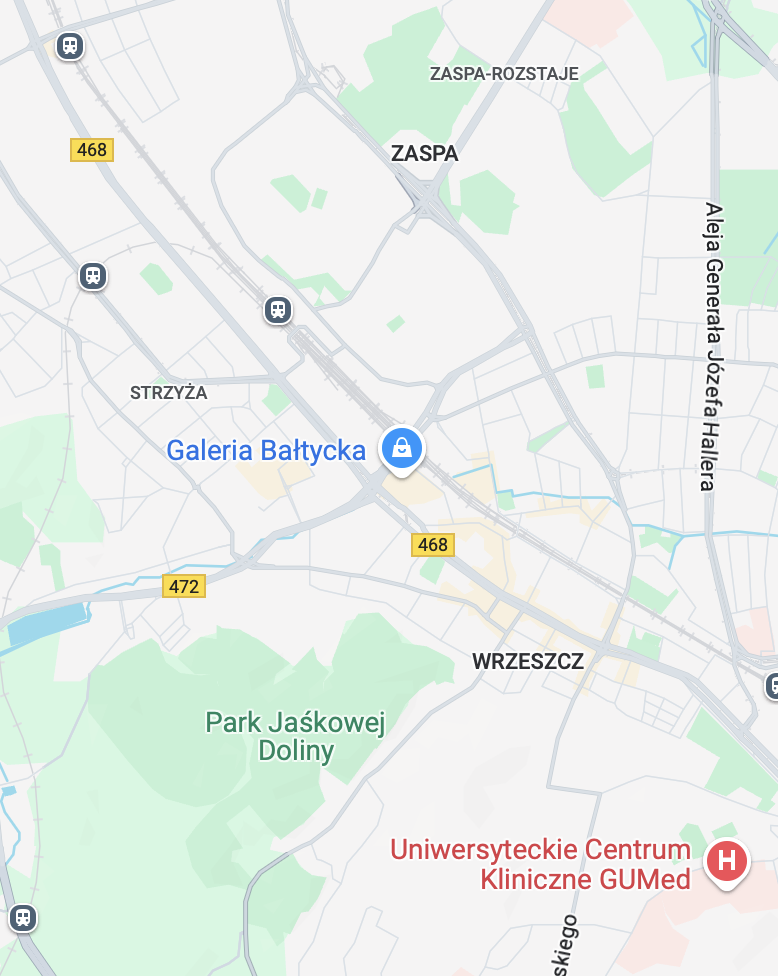 ZASPA-ROZSTAJE
468
ZASPA
Aleja Generała Józefa Hallera
STRZYŻA
Galeria Bałtycka
468
472
WRZESZCZ
Park Jaśkowej
Doliny
Uniwersyteckie Centrum
Kliniczne GUMed
H
skiego